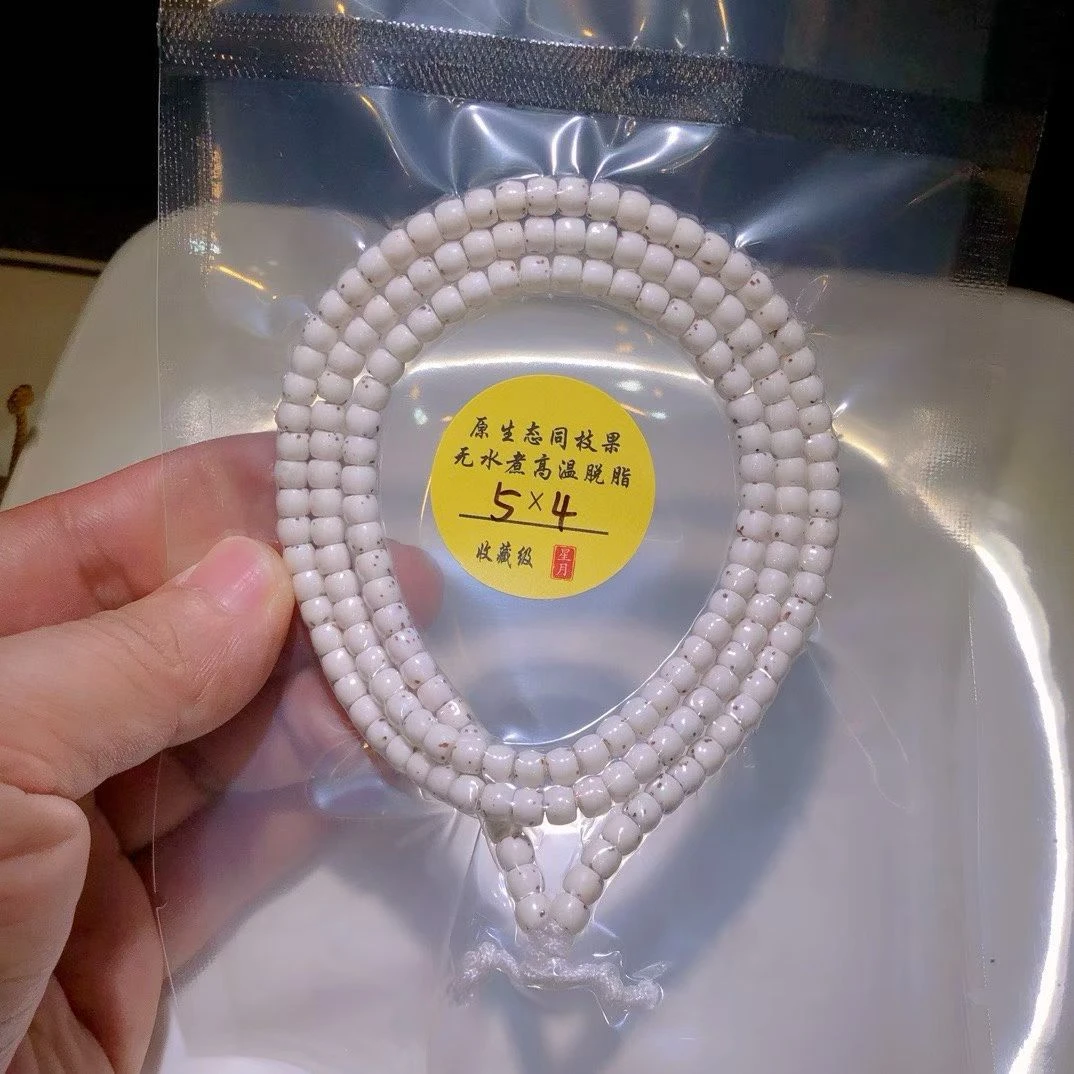 原生态同枝果
无水煮高温脱脂
5×4
收藏级 星月